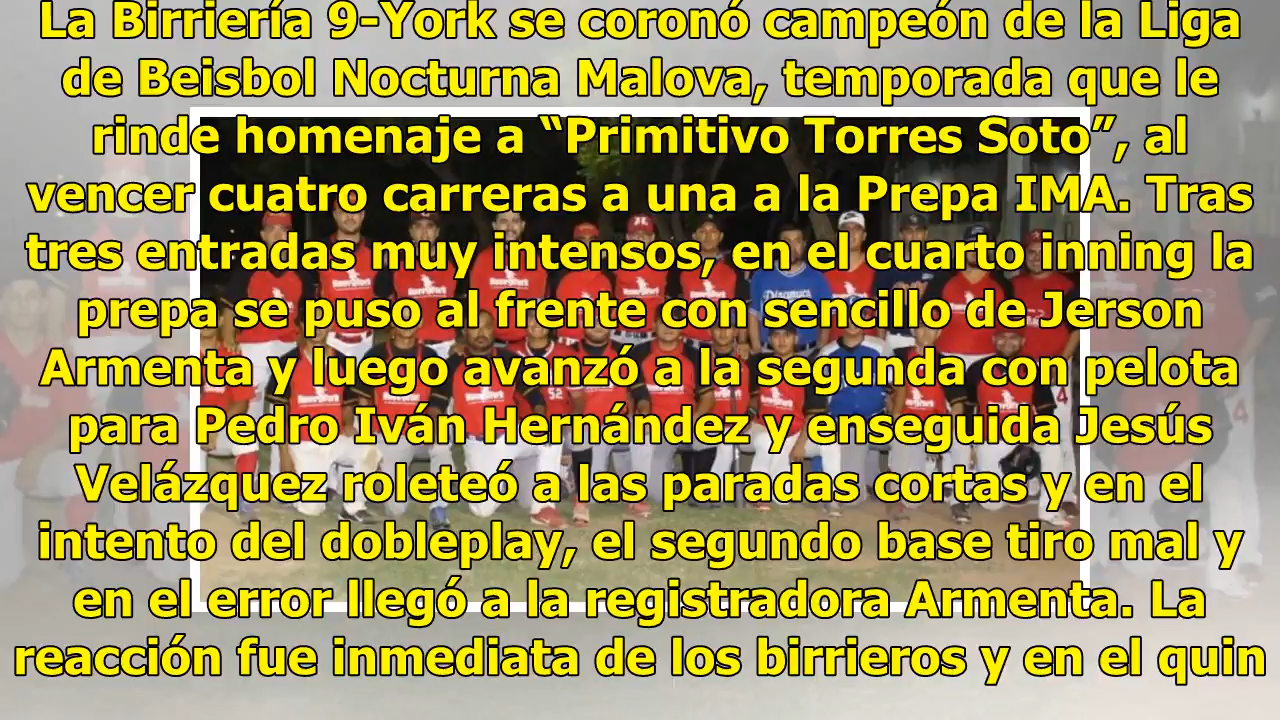 La Birriería 9-York se coronó campeón de la Liga
de Beisbol Nocturna Malova, temporada que le
rinde homenaje a “Primitivo Torres Soto”, al
vencer cuatro carreras a una a la Prepa IMA. Tras
tres entradas muy intensos, en el cuarto inning la
prepa se puso al frente con sencillo de Jerson
Armenta y luego avanzó a la segunda con pelota
para Pedro Iván Hernández y enseguida Jesús
Velázquez roleteó a las paradas cortas y en el
intento del dobleplay, el segundo base tiro mal y
en el error llegó a la registradora Armenta. La
reacción fue inmediata de los birrieros y en el quin